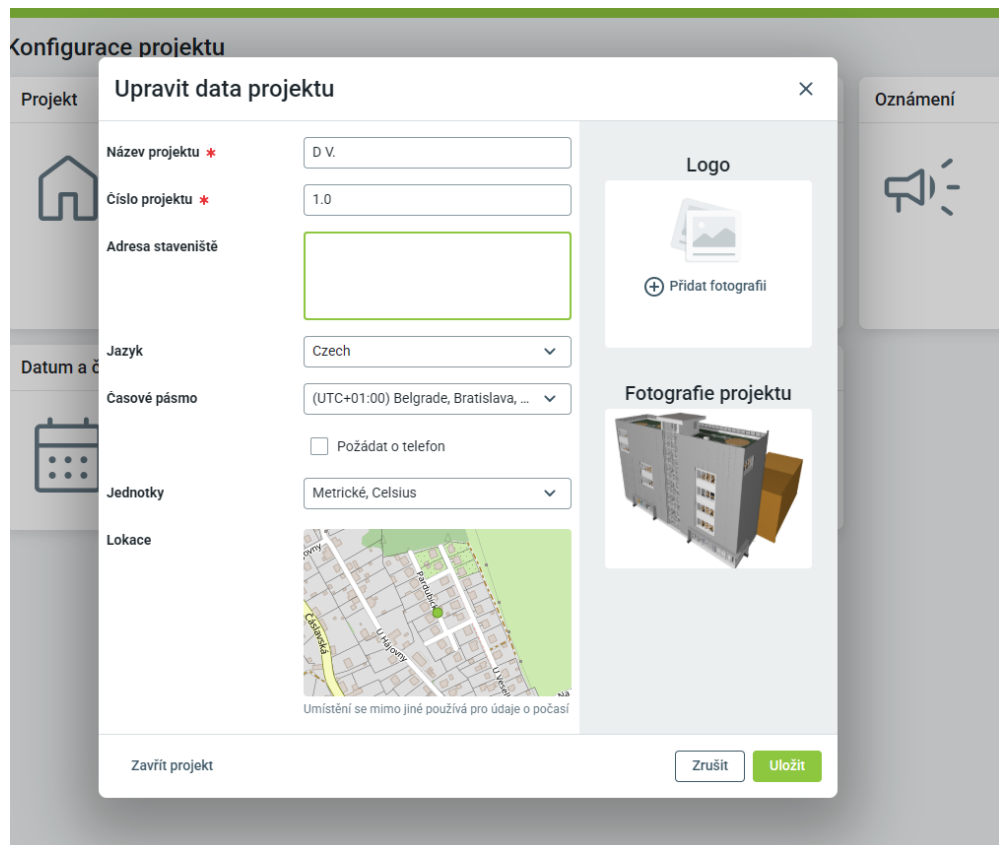 Konfigurace projektu
Projekt
Oznámení
Upravit data projektu
Název projektu *
D V.
Číslo projektu *
1.0
Adresa staveniště
Jazyk
Czech
Časové pásmo
(UTC+01:00) Belgrade, Bratislava, ...
Požádat o telefon
Jednotky
Metrické, Celsius
Lokace
Čáslavská
U Hájovny
Umístění se mimo jiné používá pro údaje o počasí
Logo
Přidat fotografii
Fotografie projektu
Datum a č
Zavřít projekt
Zrušit
Uložit